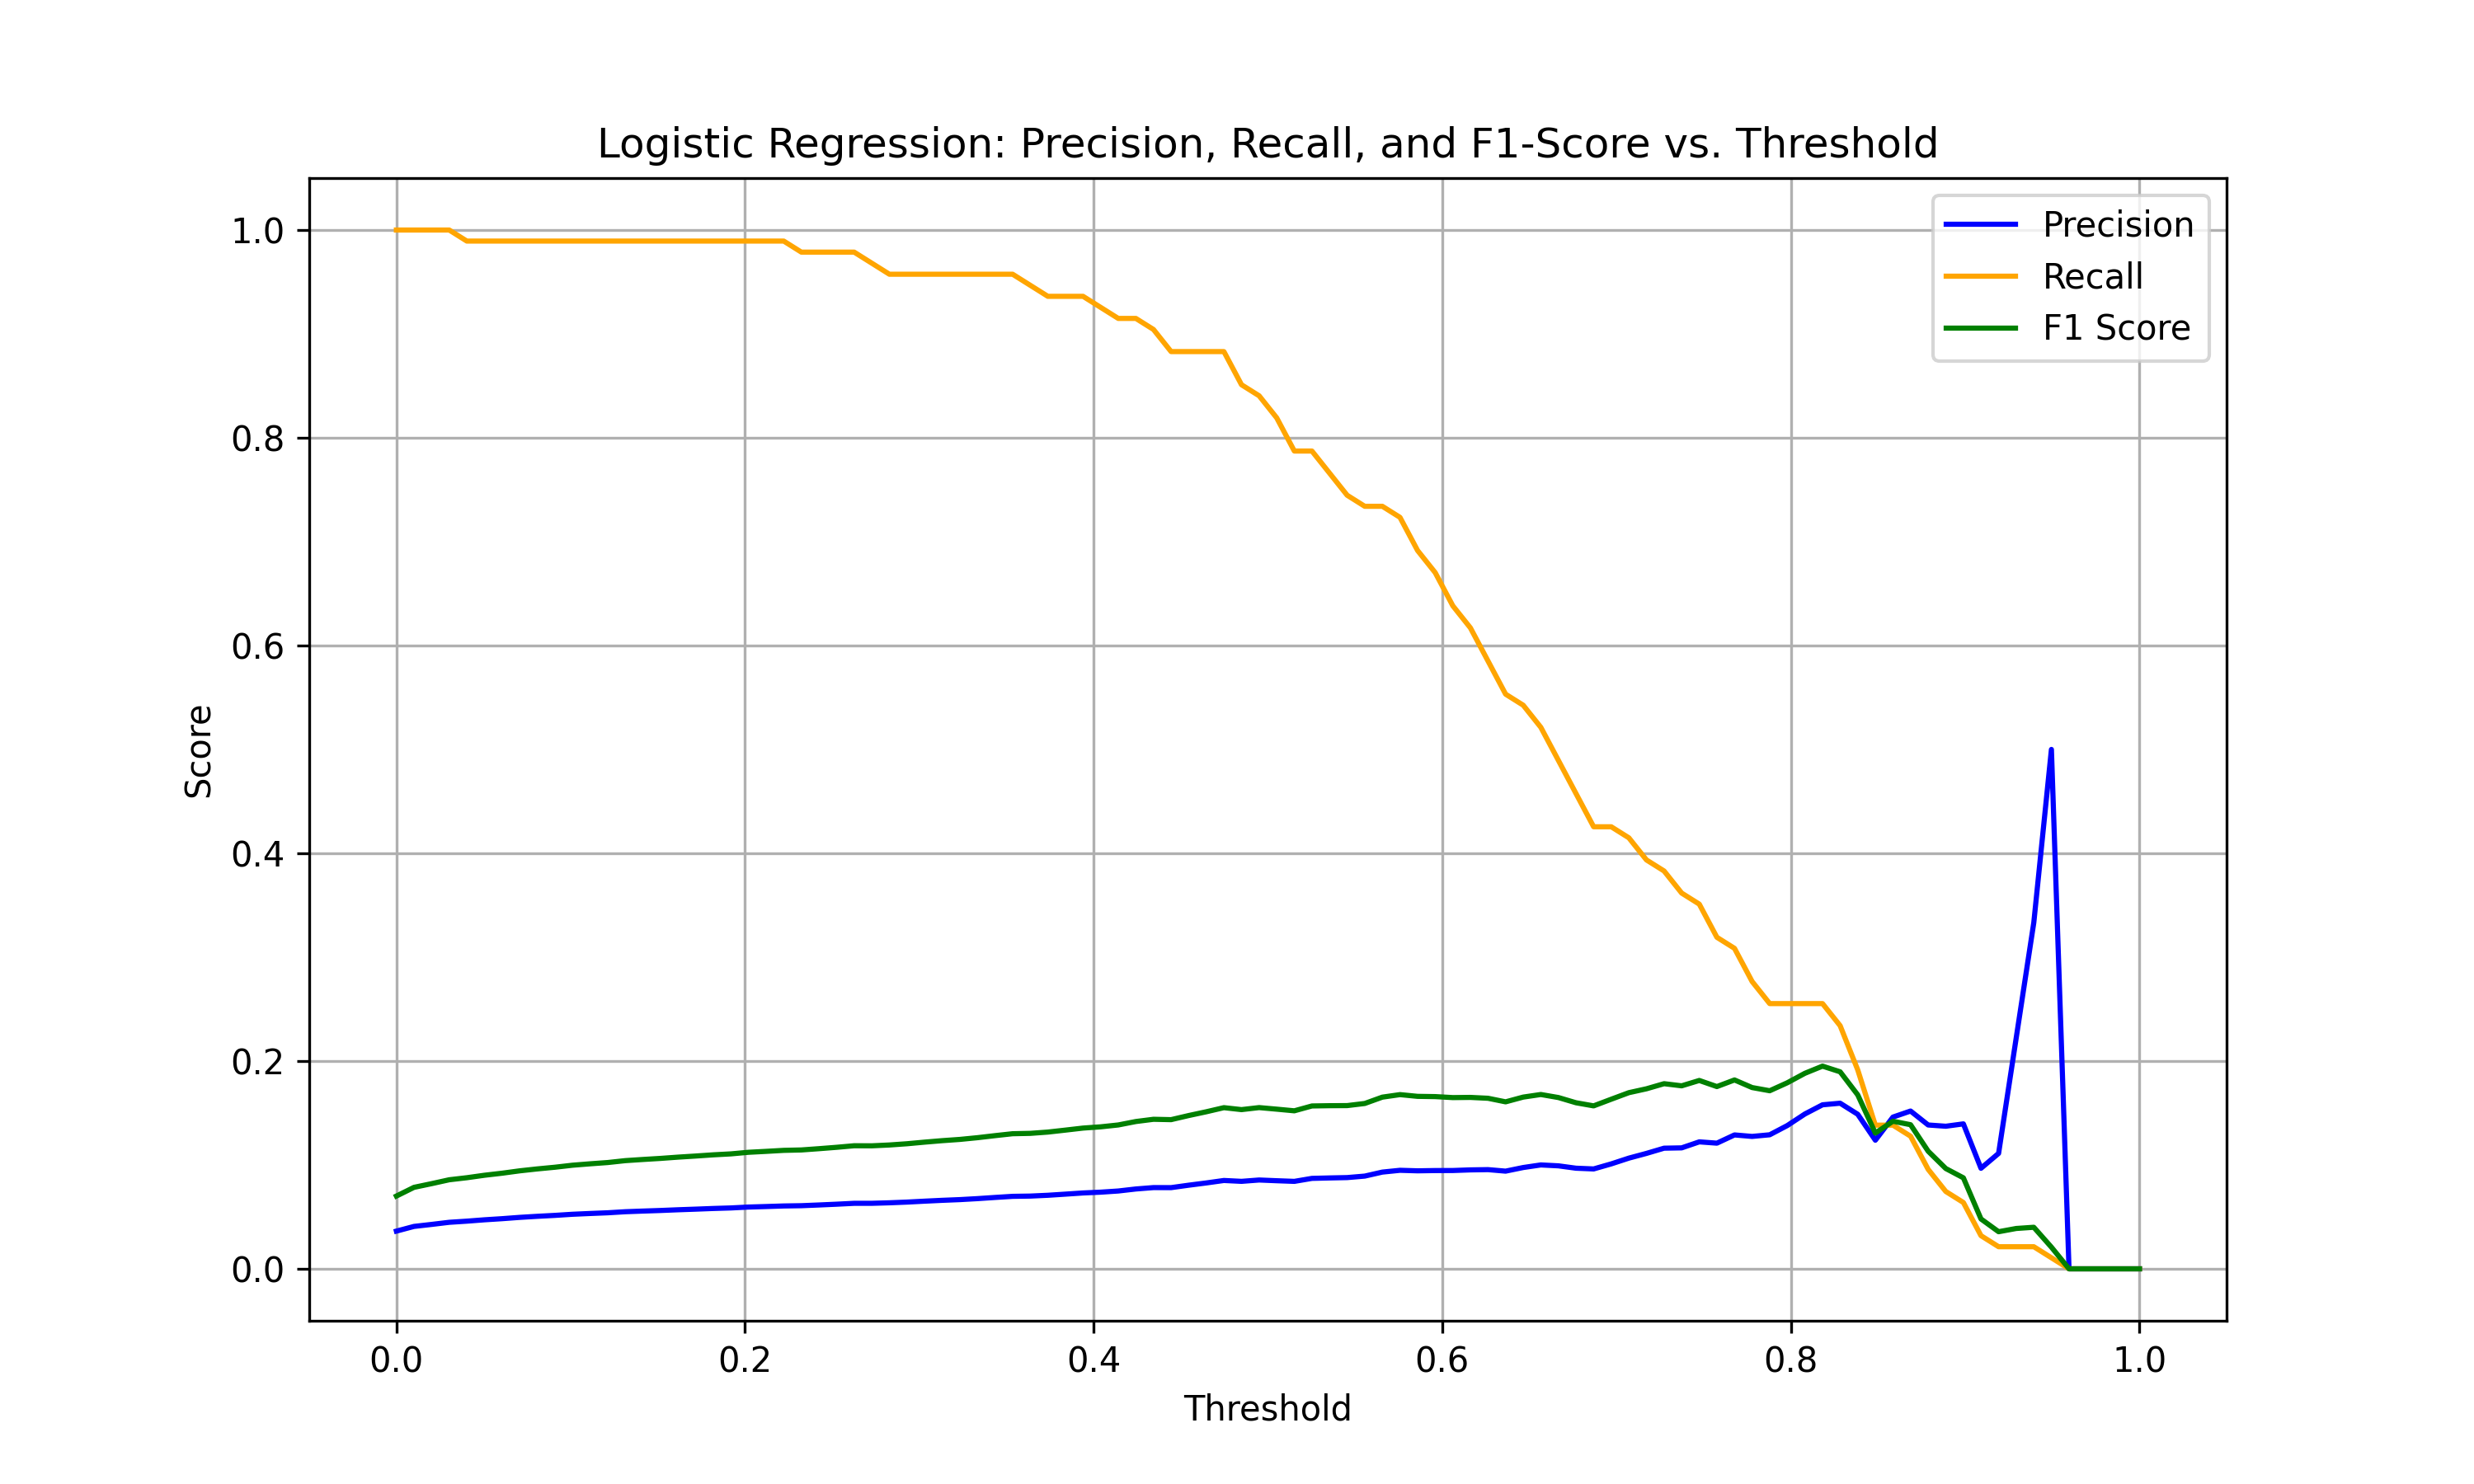 Logistic Regression: Precision, Recall, and F1-Score vs. Threshold
Precision
Recall
F1 Score
Score
1.0
0.8
0.6
0.4
0.2
0.0
0.0 0.2 0.4 0.6 0.8 1.0
Threshold